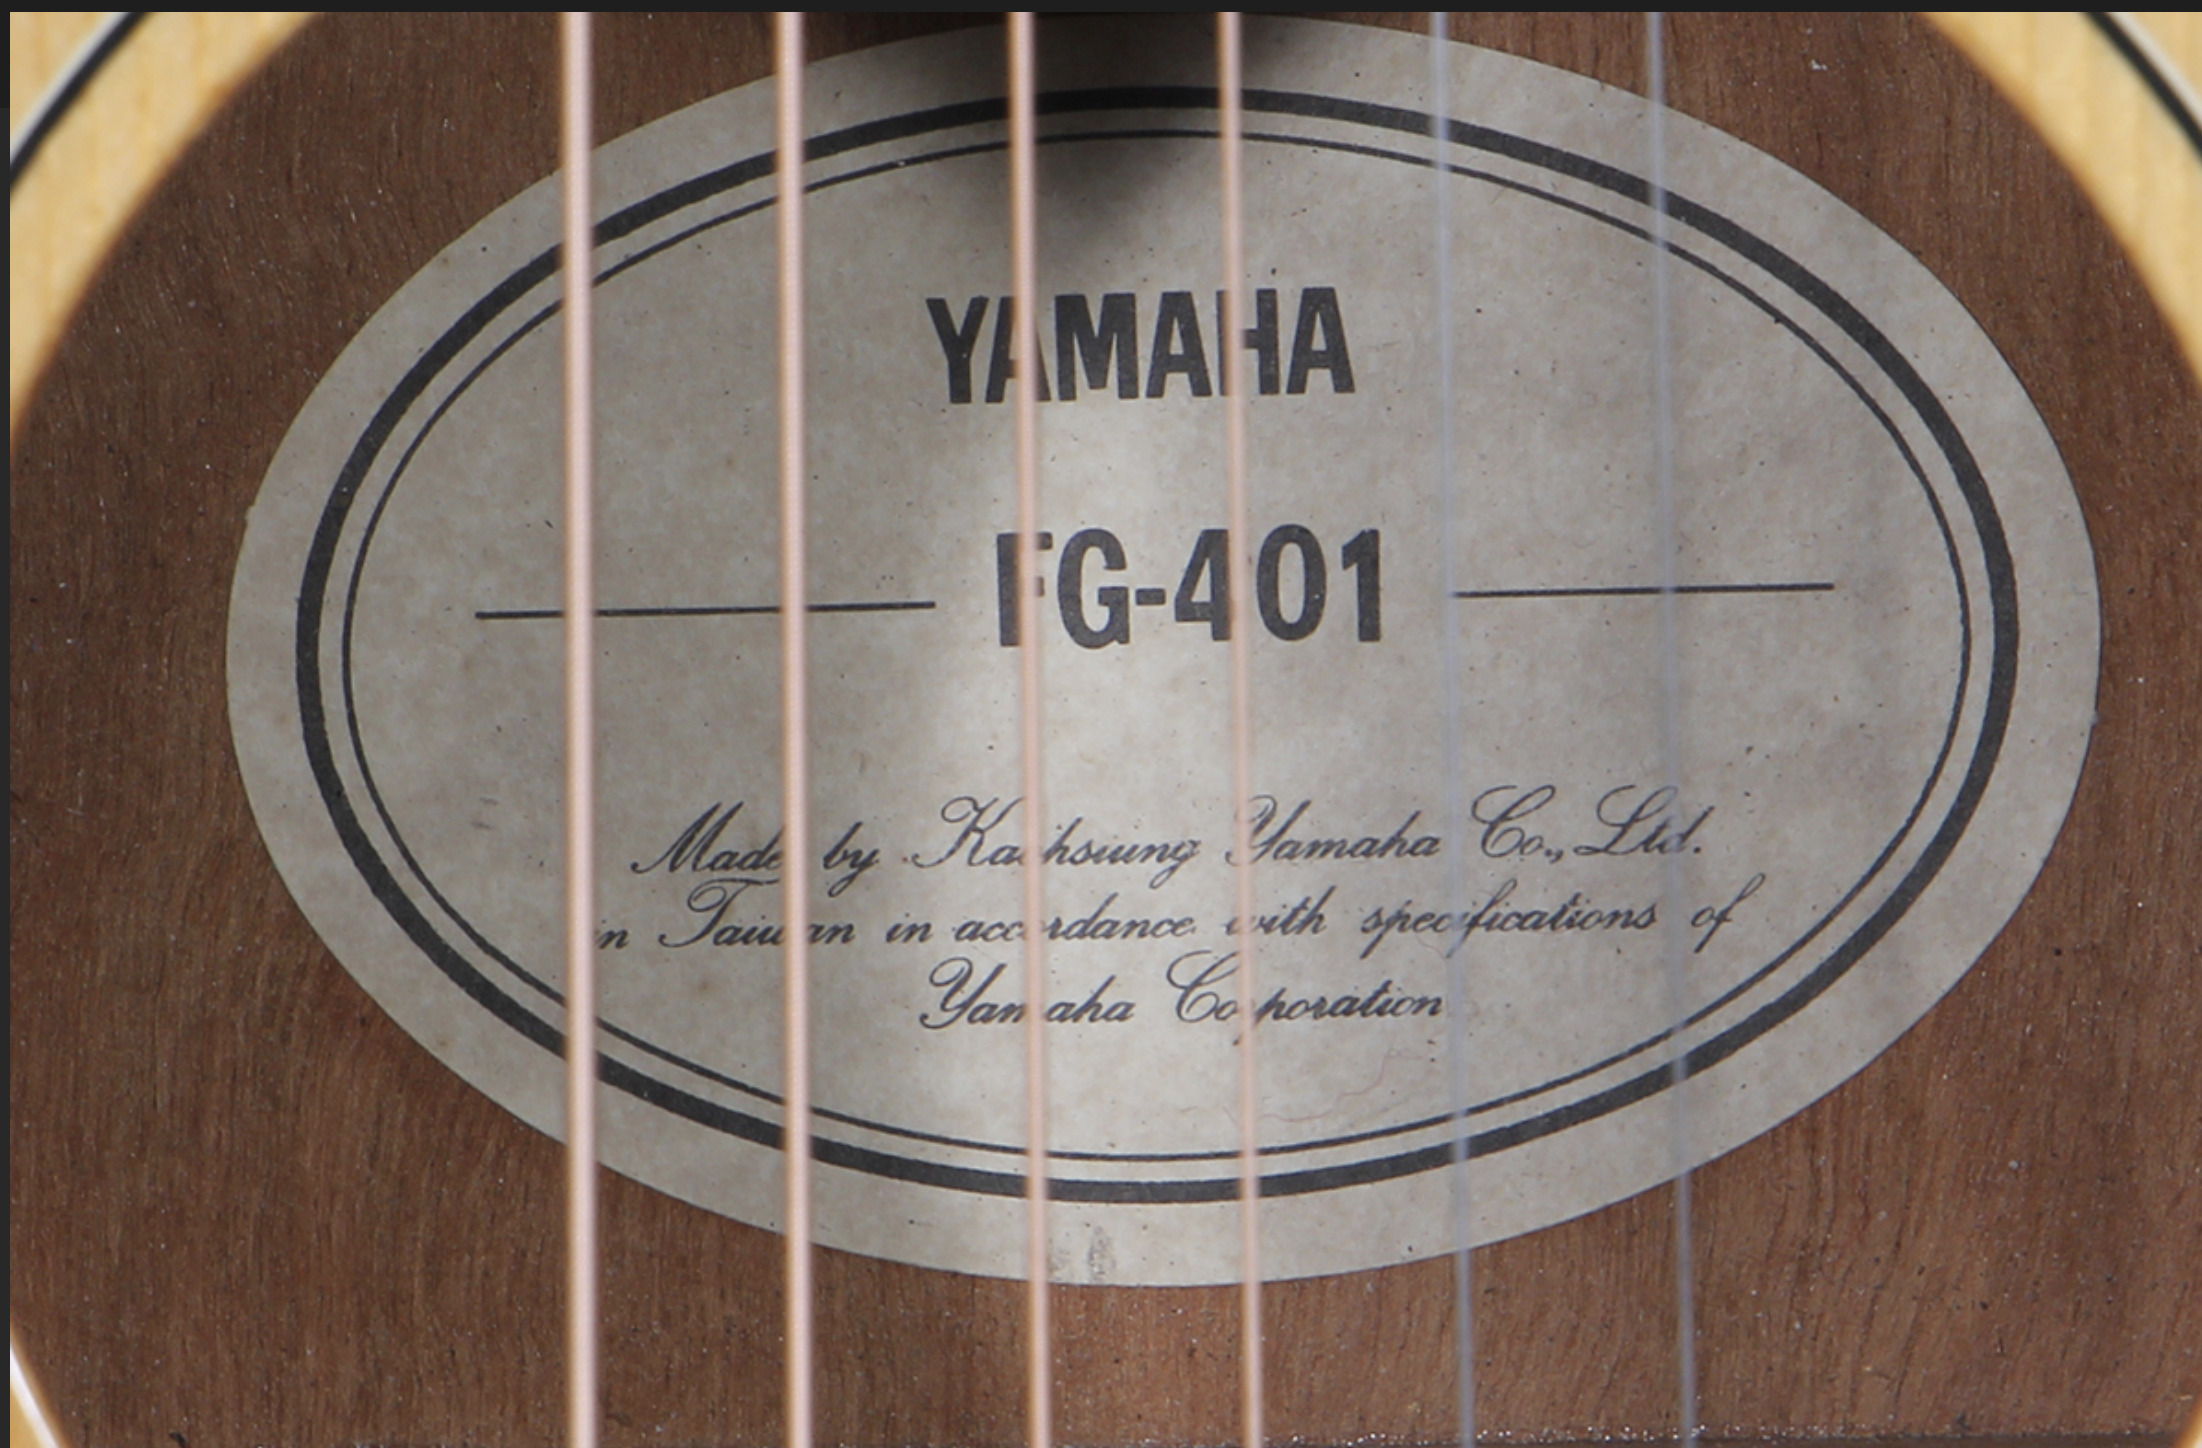 YAMAHA
FG-401
Made by Kaohsiung Yamaha Co., Ltd.
in Taiwan in accordance with specifications of
Yamaha Corporation